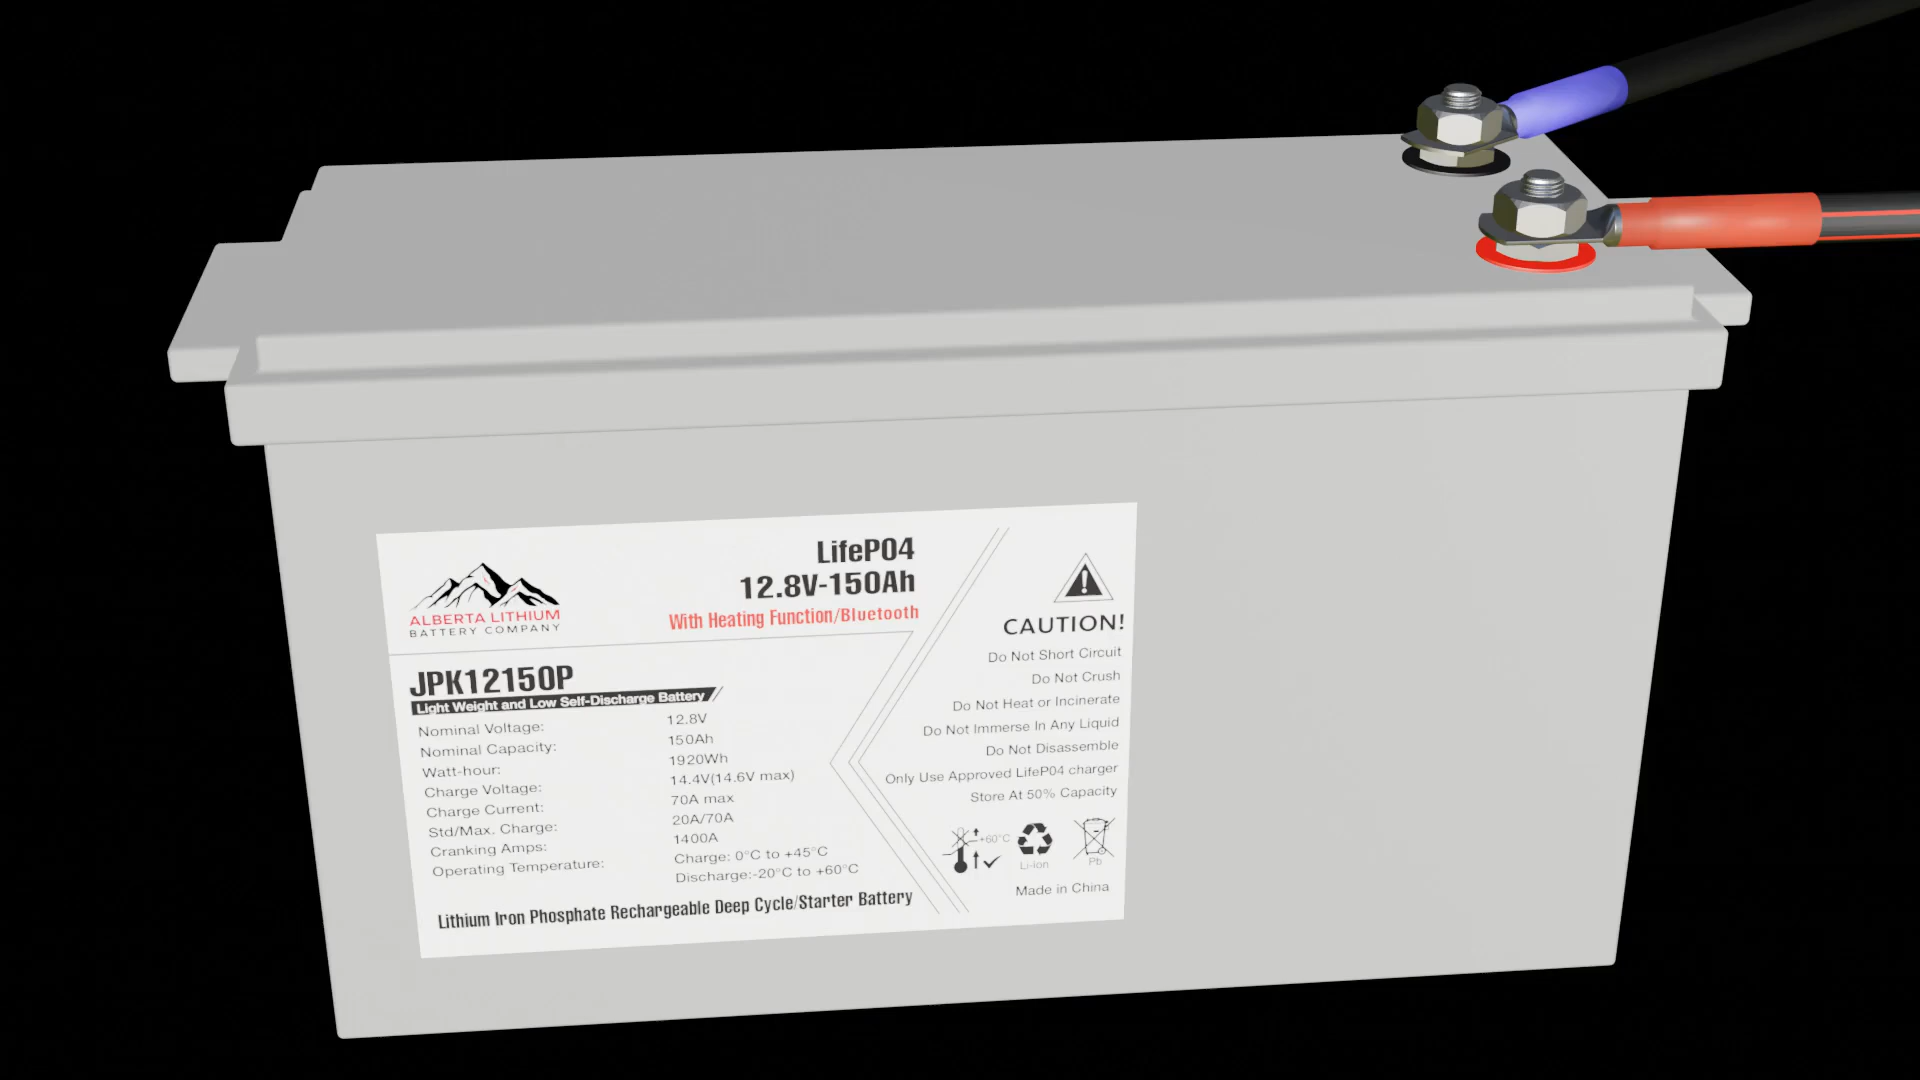 ALBERTA LITHIUM
BATTERY COMPANY
LifeP04
12.8V-150Ah
With Heating Function/Bluetooth
JPK12150P
Light Weight and Low Self-Discharge Battery
Nominal Voltage: 12.8V
Nominal Capacity: 150Ah
Watt-hour: 1920Wh
Charge Voltage: 14.4V(14.6V max)
Charge Current: 70A max
Std/Max. Charge: 20A/70A
Cranking Amps: 1400A
Operating Temperature: Charge: 0°C to +45°C
Discharge:-20°C to +60°C
Lithium Iron Phosphate Rechargeable Deep Cycle/Starter Battery
CAUTION!
Do Not Short Circuit
Do Not Crush
Do Not Heat or Incinerate
Do Not Immerse In Any Liquid
Do Not Disassemble
Only Use Approved LifeP04 charger
Store At 50% Capacity
+60°C
Li-Ion
Pb
Made in China